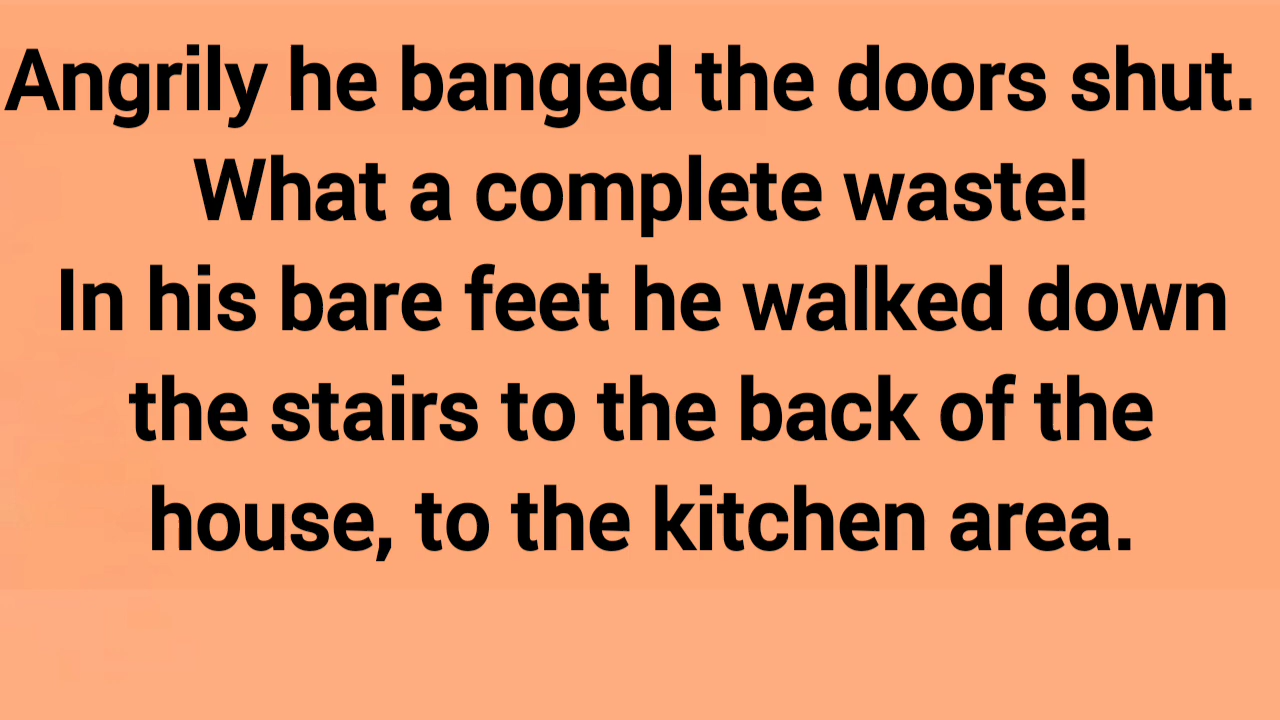 Angrily he banged the doors shut.
What a complete waste!
In his bare feet he walked down
the stairs to the back of the
house, to the kitchen area.